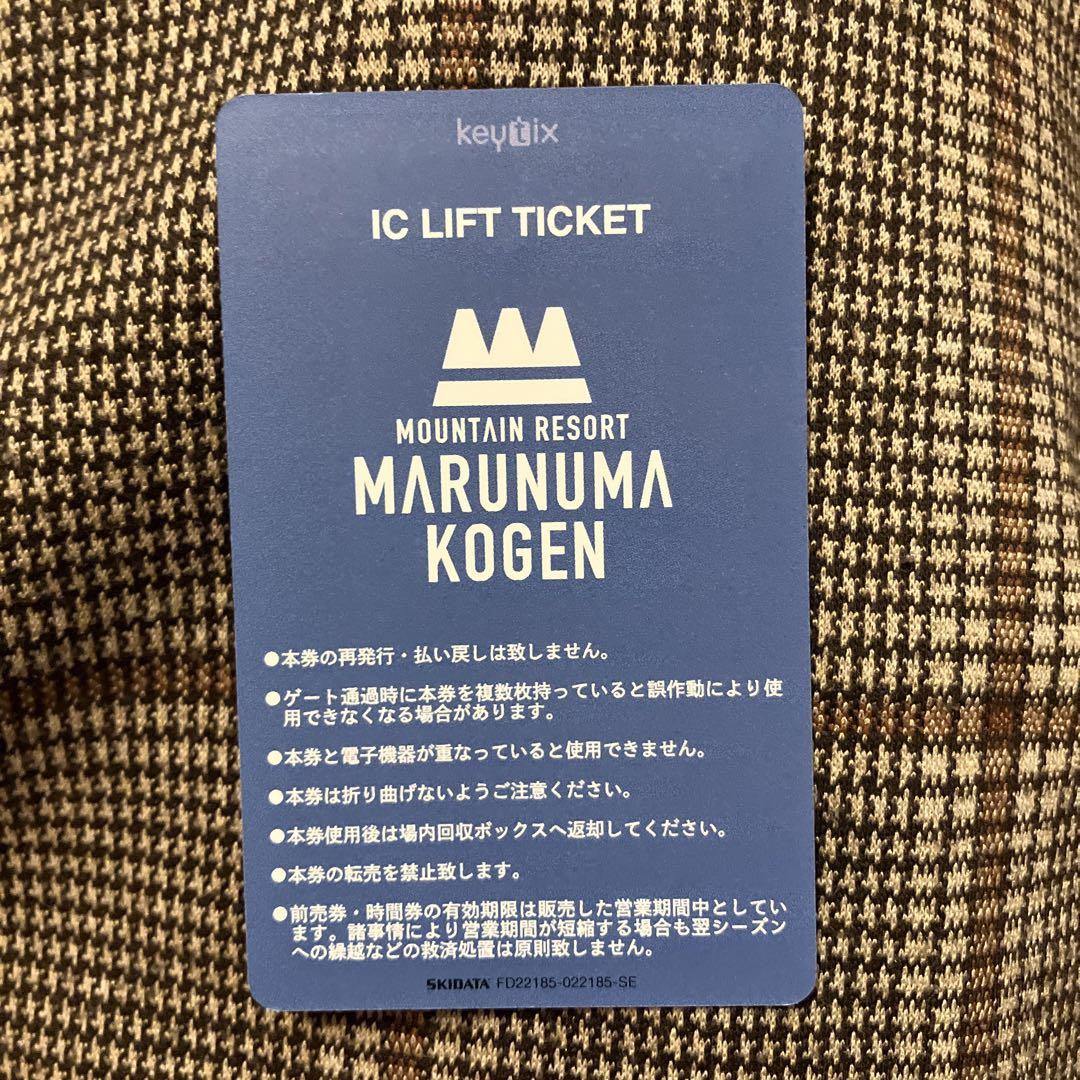 keytix
IC LIFT TICKET
MOUNTAIN RESORT
MARUNUMA
KOGEN
●本券の再発行・払い戻しは致しません。
●ゲート通過時に本券を複数枚持っていると誤作動により使
用できなくなる場合があります。
●本券と電子機器が重なっていると使用できません。
●本券は折り曲げないようご注意ください。
●本券使用後は場内回収ボックスへ返却してください。
●本券の転売を禁止致します。
●前売券・時間券の有効期限は販売した営業期間中としてい
ます。諸事情により営業期間が短縮する場合も翌シーズン
への繰越などの救済処置は原則致しません。
SKIDATA FD22185-022185-SE